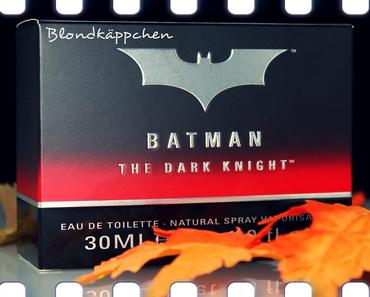 Blondkäppchen
BATMAN
THE DARK KNIGHT™
EAU DE TOILETTE - NATURAL SPRAY
30ML